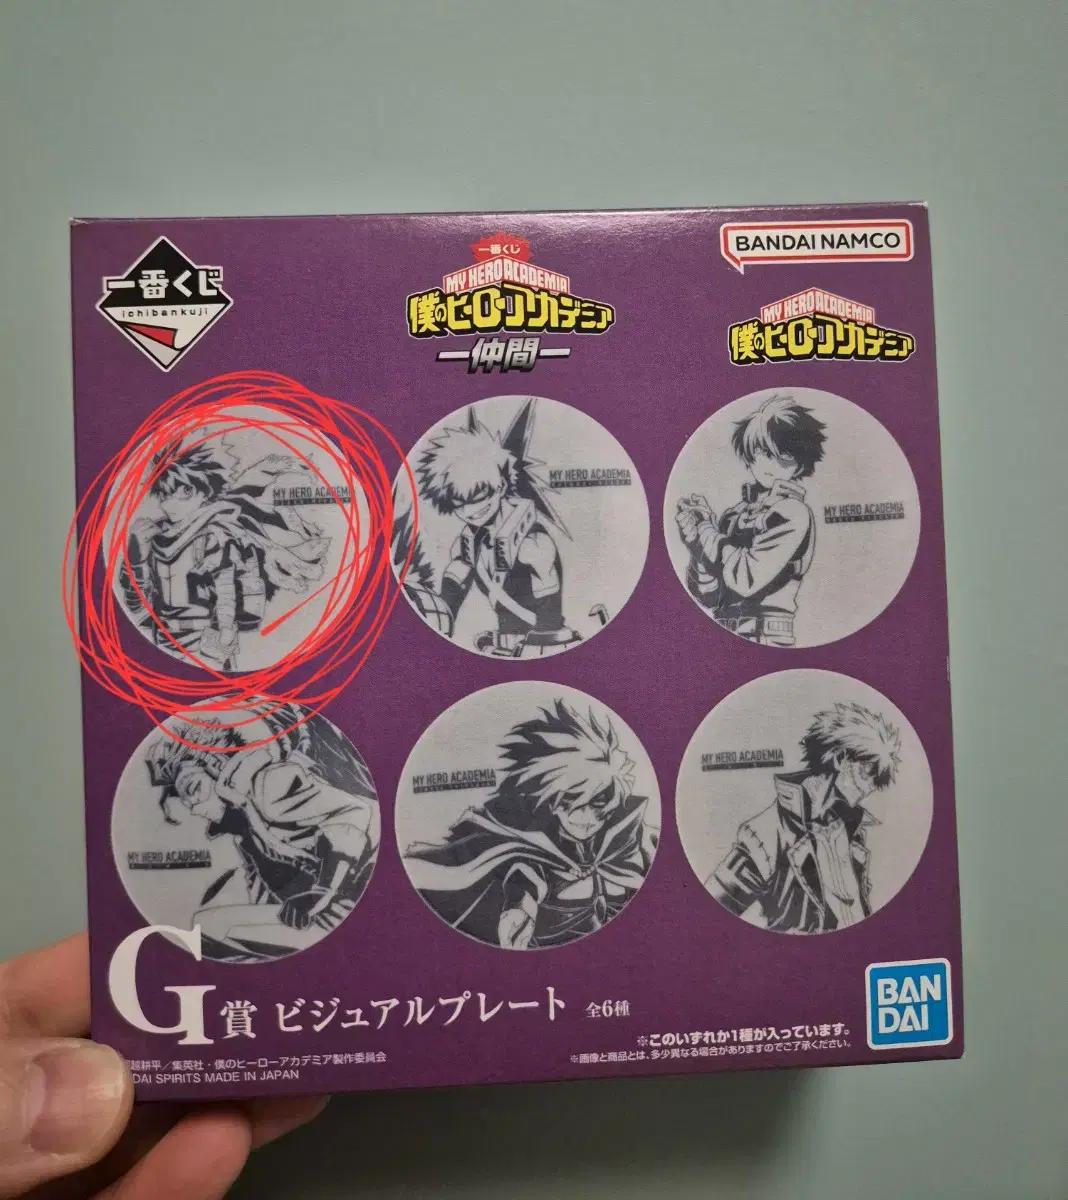 一番くじ
ichibankuji
一番くじ
MY HERO ACADEMIA
僕のヒーローアカデミア
―仲間―
BANDAI NAMCO
MY HERO ACADEMIA
僕のヒーローアカデミア
MY HERO ACADEMIA
MY HERO ACADEMIA
MY HERO ACADEMIA
MY HERO ACADEMIA
MY HERO ACADEMIA
MY HERO ACADEMIA
G賞 ビジュアルプレート 全6種
※このいずれか1種が入っています。
※画像と商品とは、多少異なる場合がありますのでご了承ください。
越耕平／集英社・僕のヒーローアカデミア製作委員会
DAI SPIRITS MADE IN JAPAN
BAN
DAI